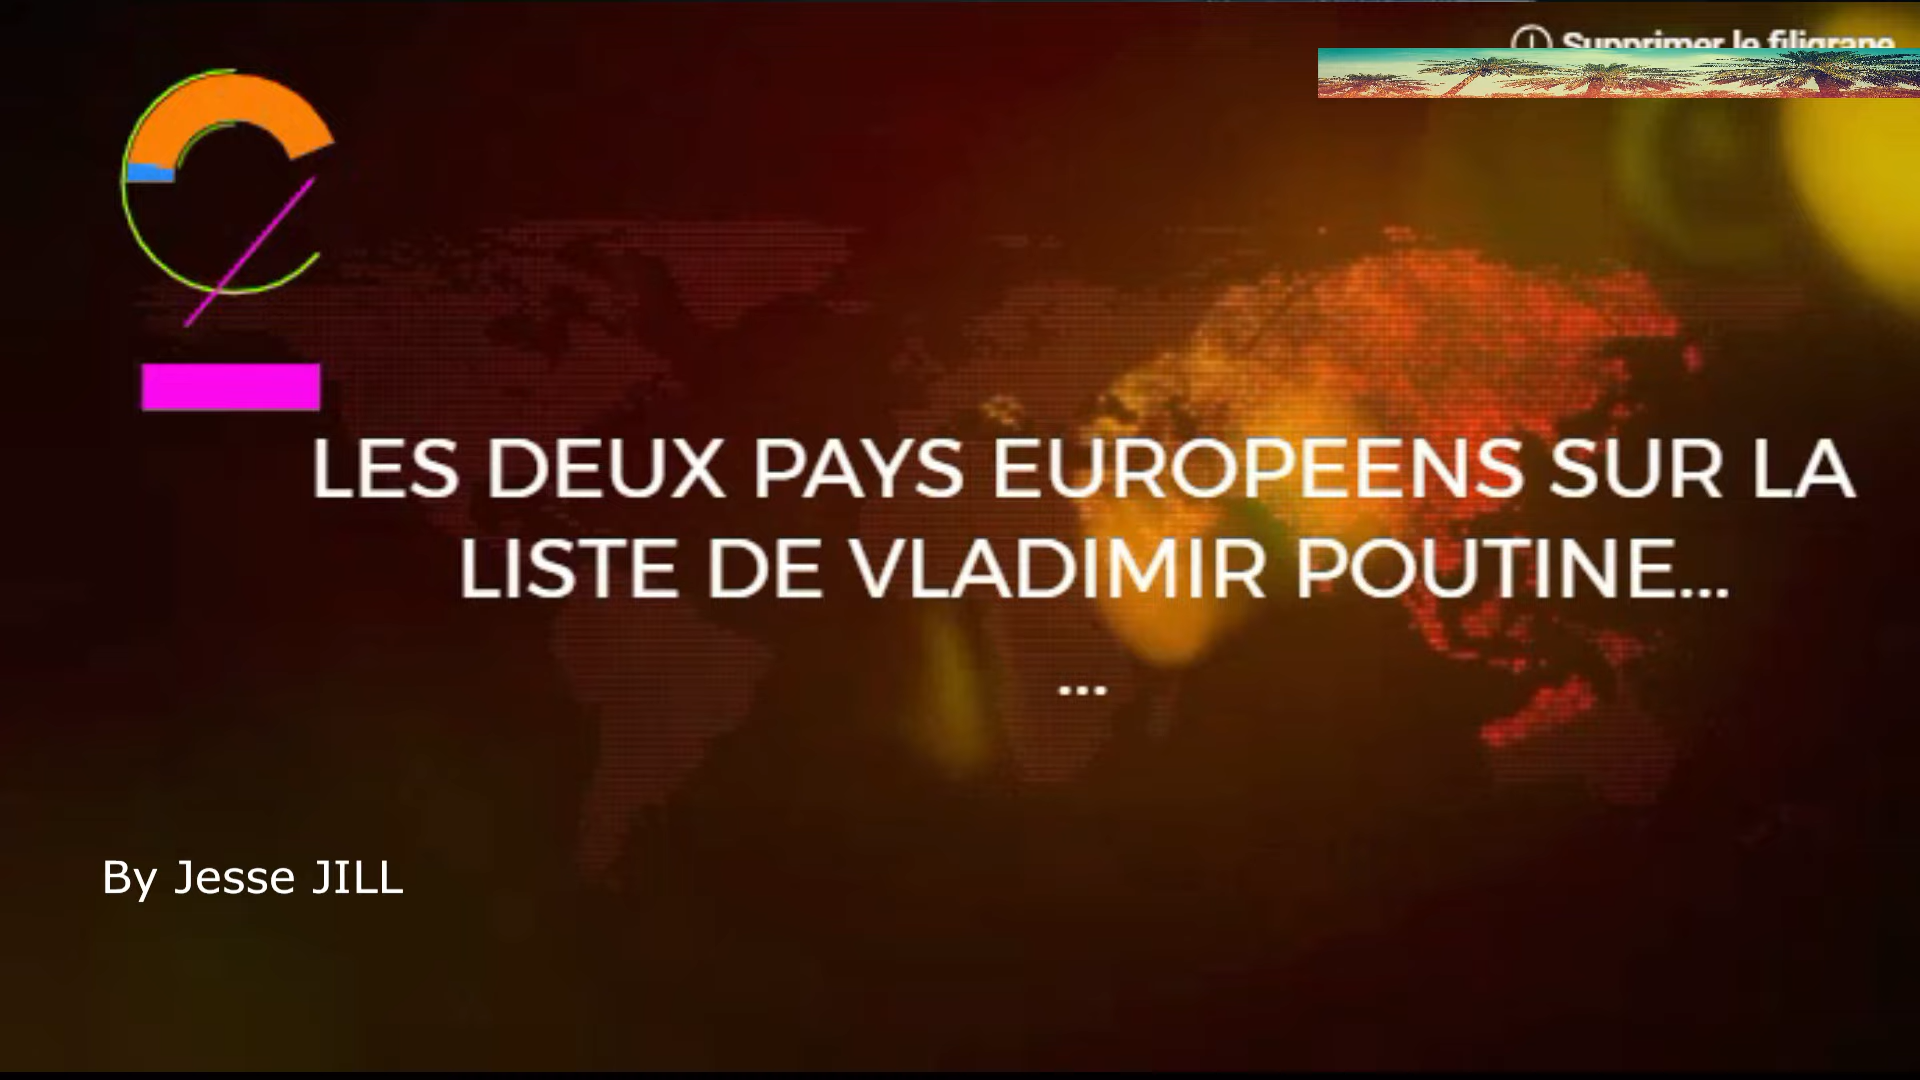 Supprimer le filigrane
LES DEUX PAYS EUROPEENS SUR LA
LISTE DE VLADIMIR POUTINE...
...
By Jesse JILL